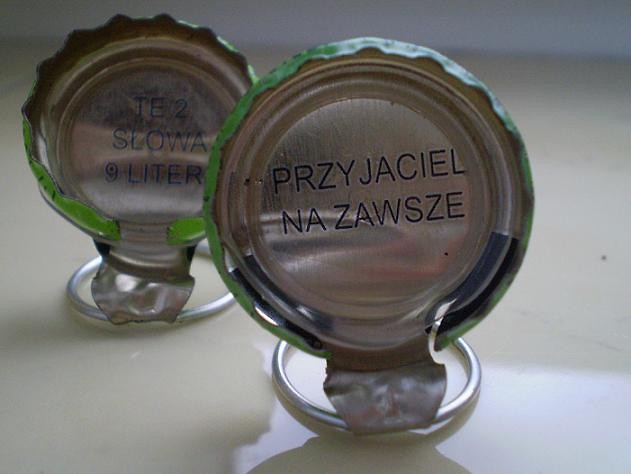 TE 2
SŁOWA
9 LITER
PRZYJACIEL
NA ZAWSZE